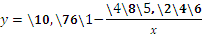 y = \10, \76\1 − \4\8\5, \2\4\6 / x